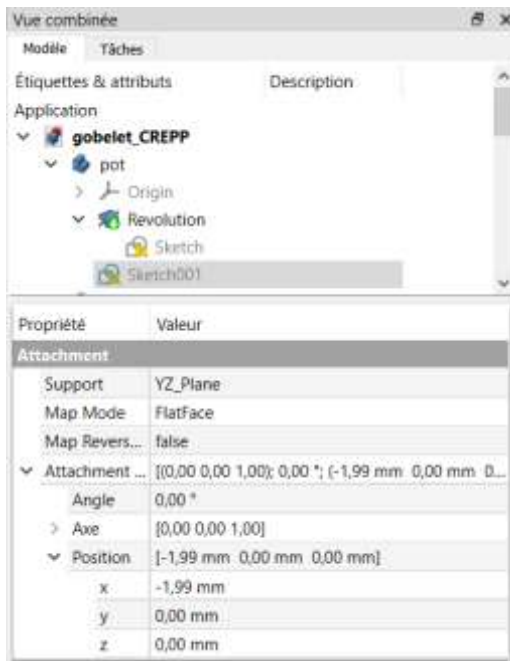 Vue combinée
Modèle Tâches
Étiquettes & attributs Description
Application
gobelet_CREPP
pot
Origin
Revolution
Sketch
Sketch001
Propriété Valeur
Attachment
Support YZ_Plane
Map Mode FlatFace
Map Revers... false
Attachment ... [(0,00 0,00 1,00); 0,00 °; (-1,99 mm 0,00 mm 0...
Angle 0,00 °
Axe [0,00 0,00 1,00]
Position [-1,99 mm 0,00 mm 0,00 mm]
x -1,99 mm
y 0,00 mm
z 0,00 mm